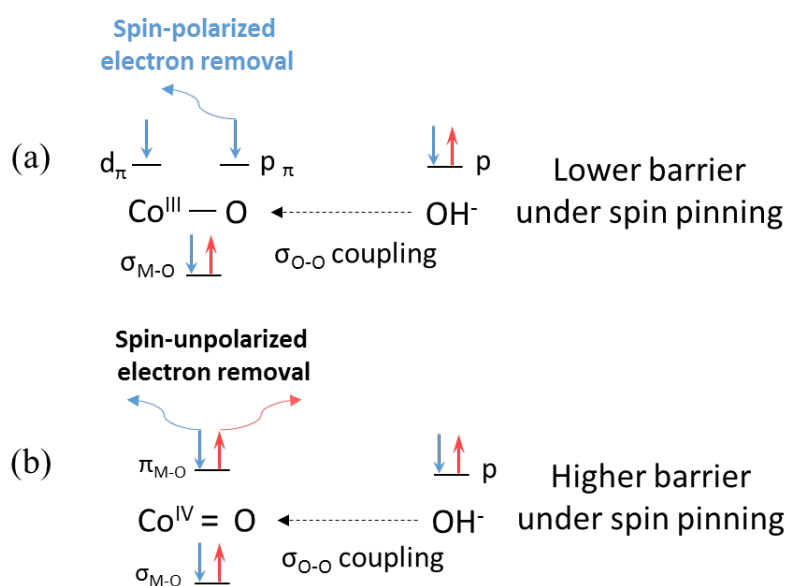 Spin-polarized
electron removal
(a)
dπ pπ p
Coᴵᴵᴵ — O OH⁻
Lower barrier
under spin pinning
σM-O
σO-O coupling
Spin-unpolarized
electron removal
(b)
πM-O p
Coᴵⱽ = O OH⁻
Higher barrier
under spin pinning
σM-O
σO-O coupling